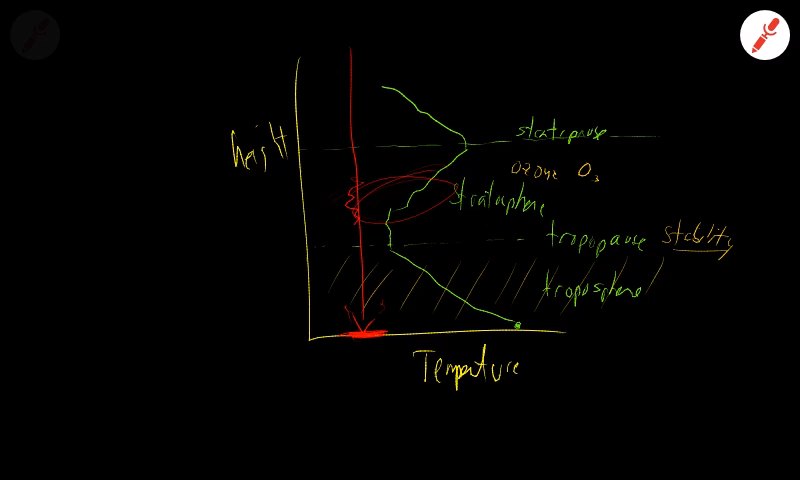 height
stratopause
ozone O3
stratosphere
tropopause stability
troposphere
Temperature